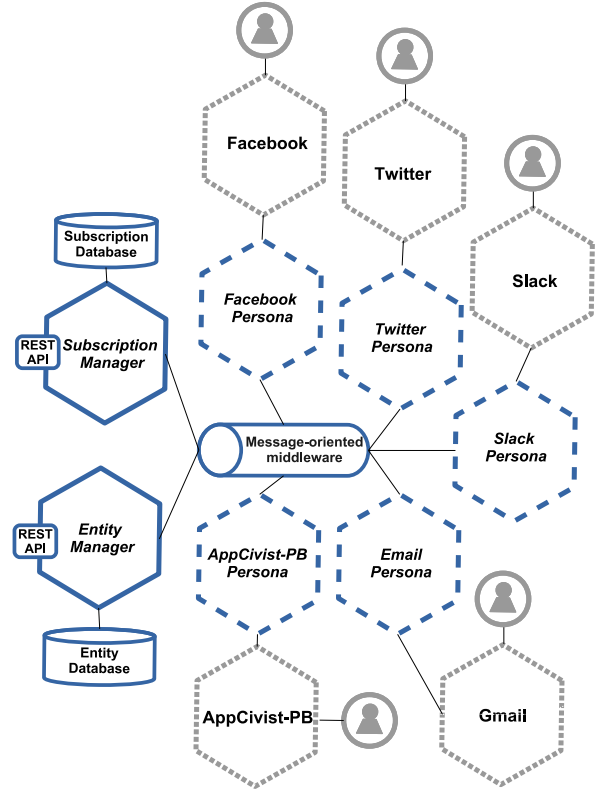 Facebook
Twitter
Slack
Subscription
Database
Facebook
Persona
Twitter
Persona
REST
API
Subscription
Manager
Message-oriented
middleware
Slack
Persona
REST
API
Entity
Manager
AppCivist-PB
Persona
Email
Persona
Entity
Database
AppCivist-PB
Gmail